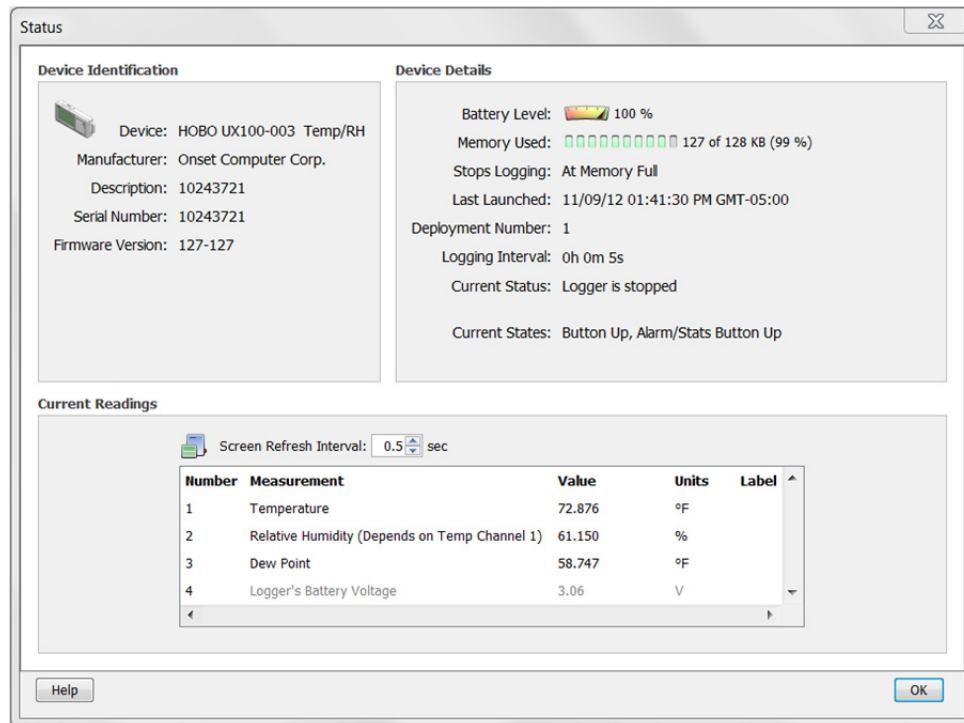 Status
Device Identification
Device: HOBO UX100-003 Temp/RH
Manufacturer: Onset Computer Corp.
Description: 10243721
Serial Number: 10243721
Firmware Version: 127-127
Device Details
Battery Level: 100 %
Memory Used: 127 of 128 KB (99 %)
Stops Logging: At Memory Full
Last Launched: 11/09/12 01:41:30 PM GMT-05:00
Deployment Number: 1
Logging Interval: 0h 0m 5s
Current Status: Logger is stopped
Current States: Button Up, Alarm/Stats Button Up
Current Readings
Screen Refresh Interval: 0.5 sec
Number Measurement Value Units Label
1 Temperature 72.876 °F
2 Relative Humidity (Depends on Temp Channel 1) 61.150 %
3 Dew Point 58.747 °F
4 Logger's Battery Voltage 3.06 V
Help
OK